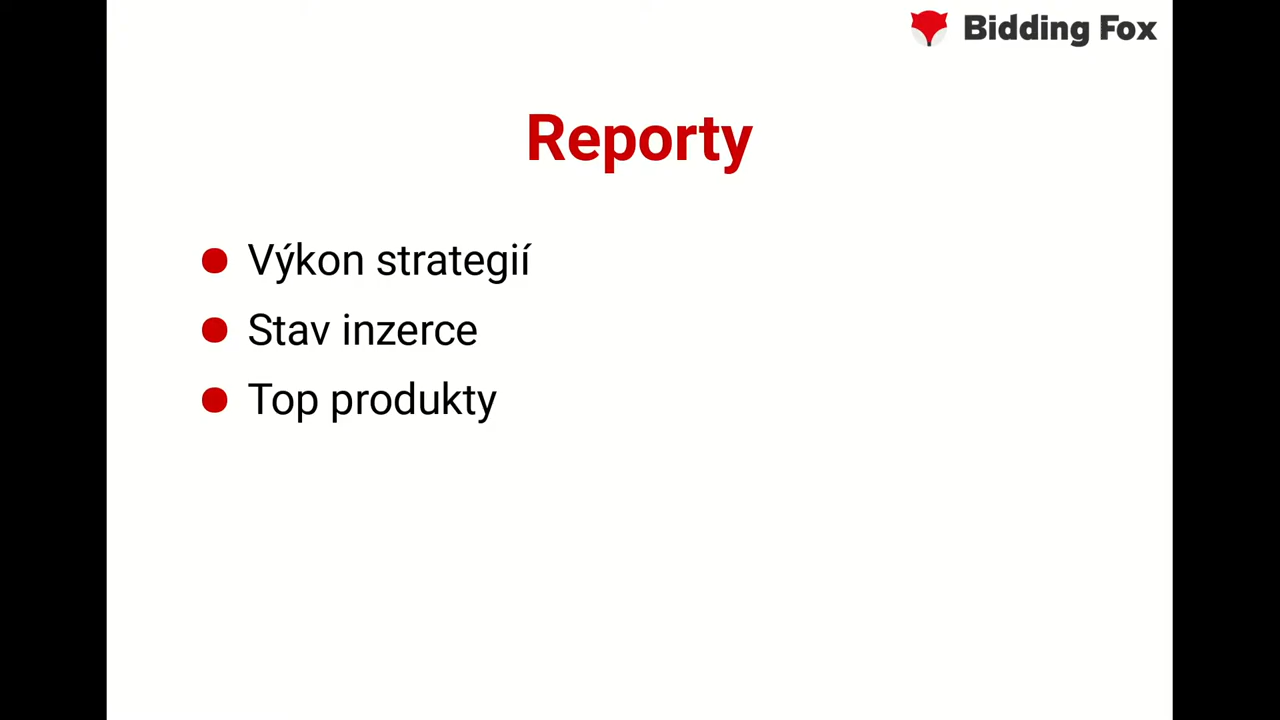 Bidding Fox
Reporty
Výkon strategií
Stav inzerce
Top produkty